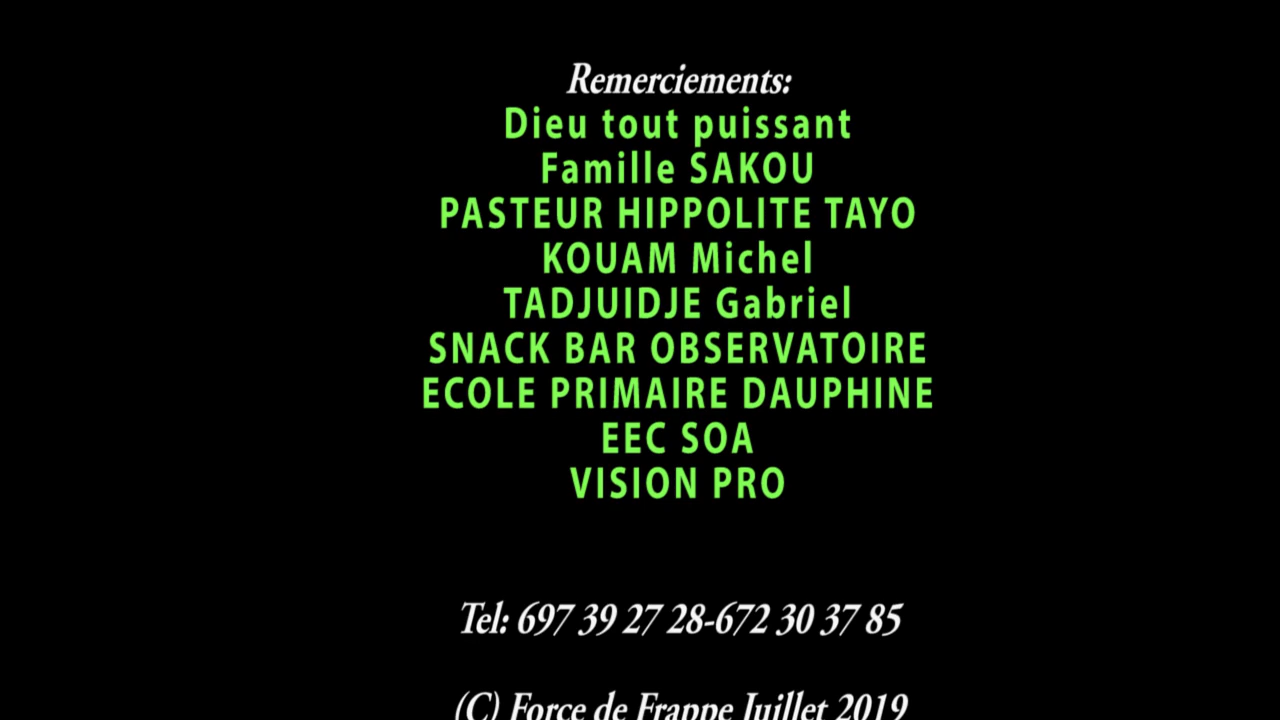 Remerciements:
Dieu tout puissant
Famille SAKOU
PASTEUR HIPPOLITE TAYO
KOUAM Michel
TADJUIDJE Gabriel
SNACK BAR OBSERVATOIRE
ECOLE PRIMAIRE DAUPHINE
EEC SOA
VISION PRO
Tel: 697 39 27 28-672 30 37 85
(C) Force de Frappe Juillet 2019